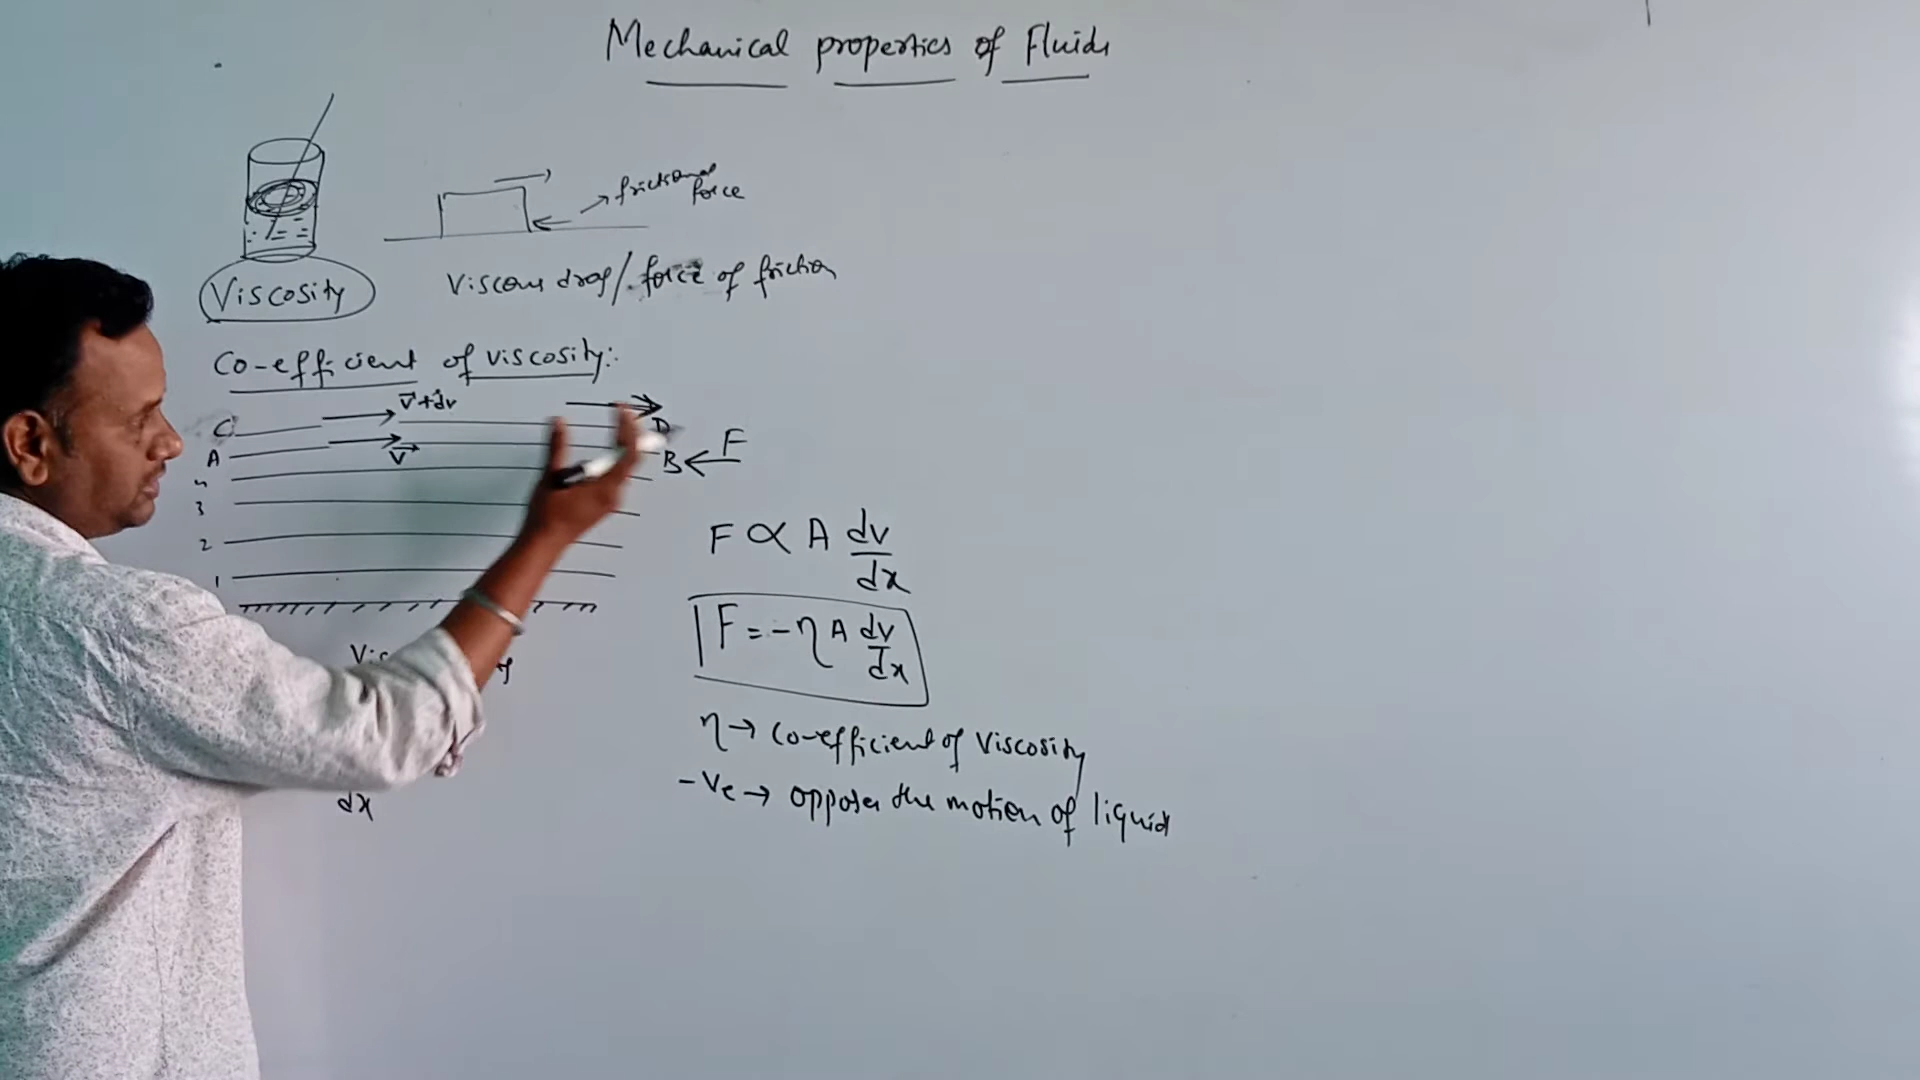 Mechanical properties of Fluids
frictional
force
Viscosity
Viscous drag / force of friction
Co-efficient of viscosity:
V+dv
C
D
A
V
B
F
4
3
2
1
F ∝ A dv/dx
F = -η A dv/dx
η → Co-efficient of Viscosity
-Ve → opposes the motion of liquid
dx